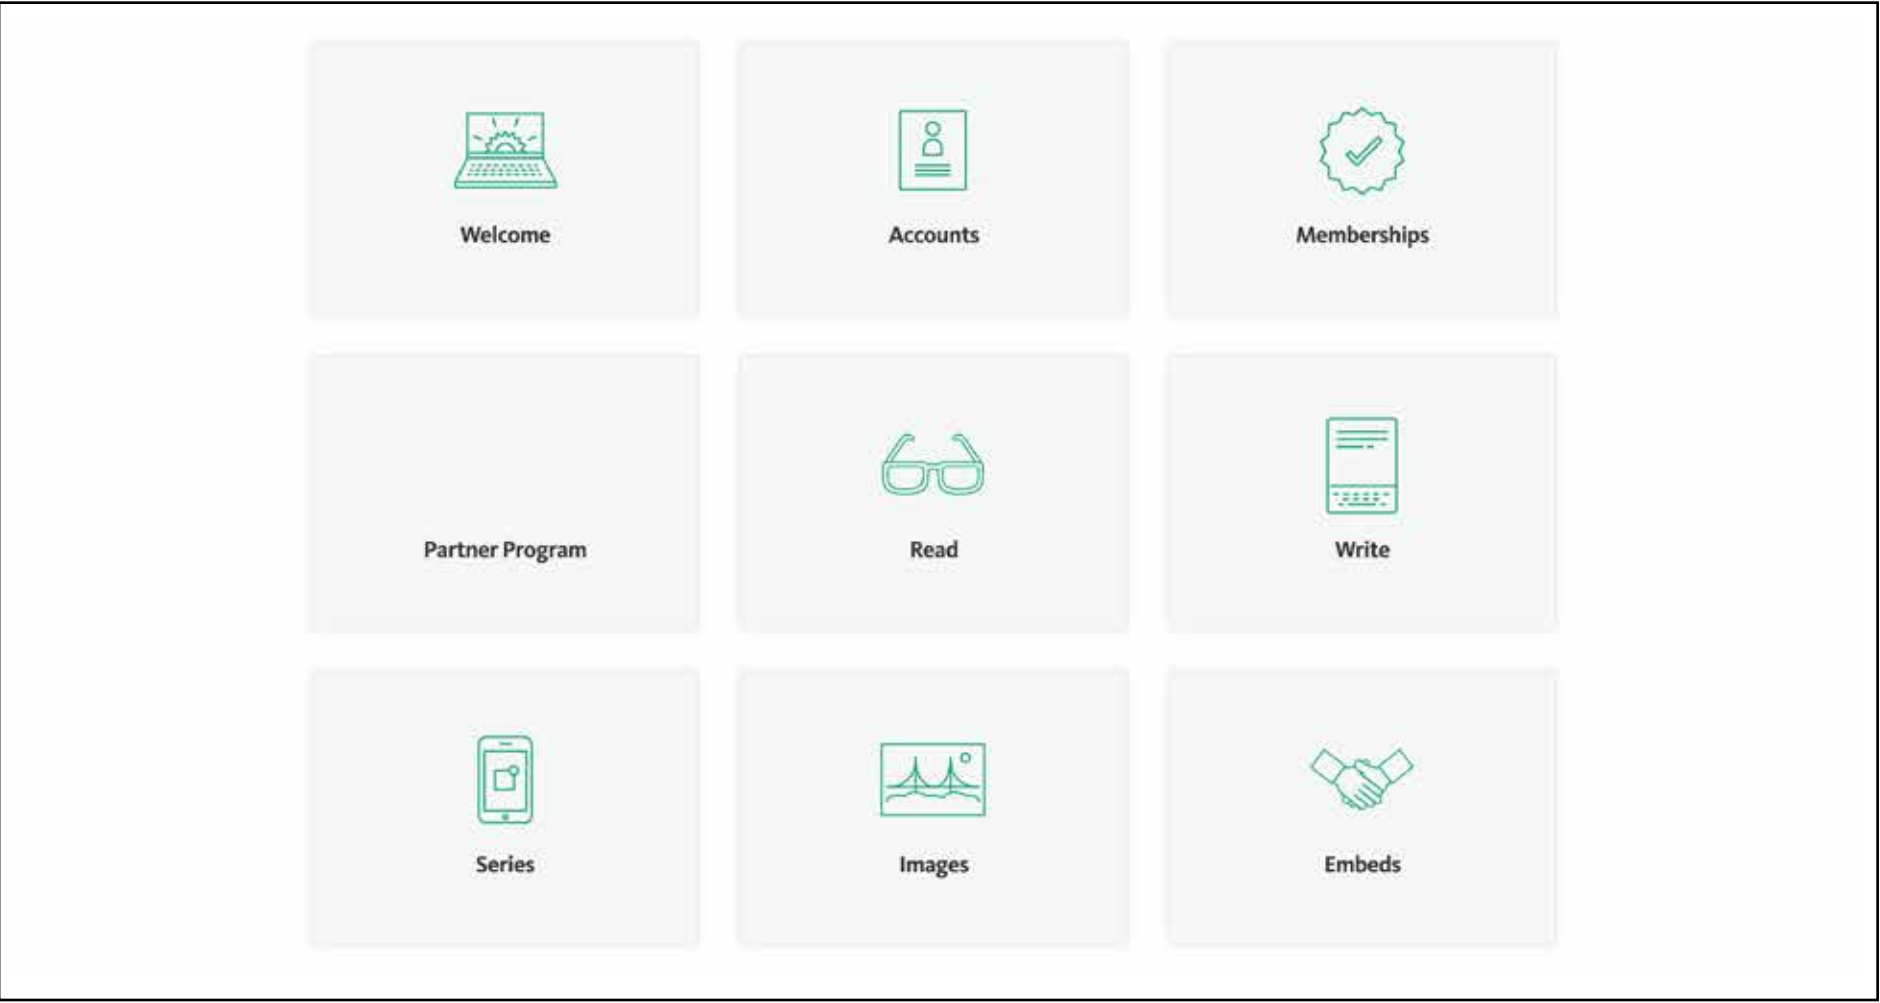 Welcome
Accounts
Memberships
Partner Program
Read
Write
Series
Images
Embeds